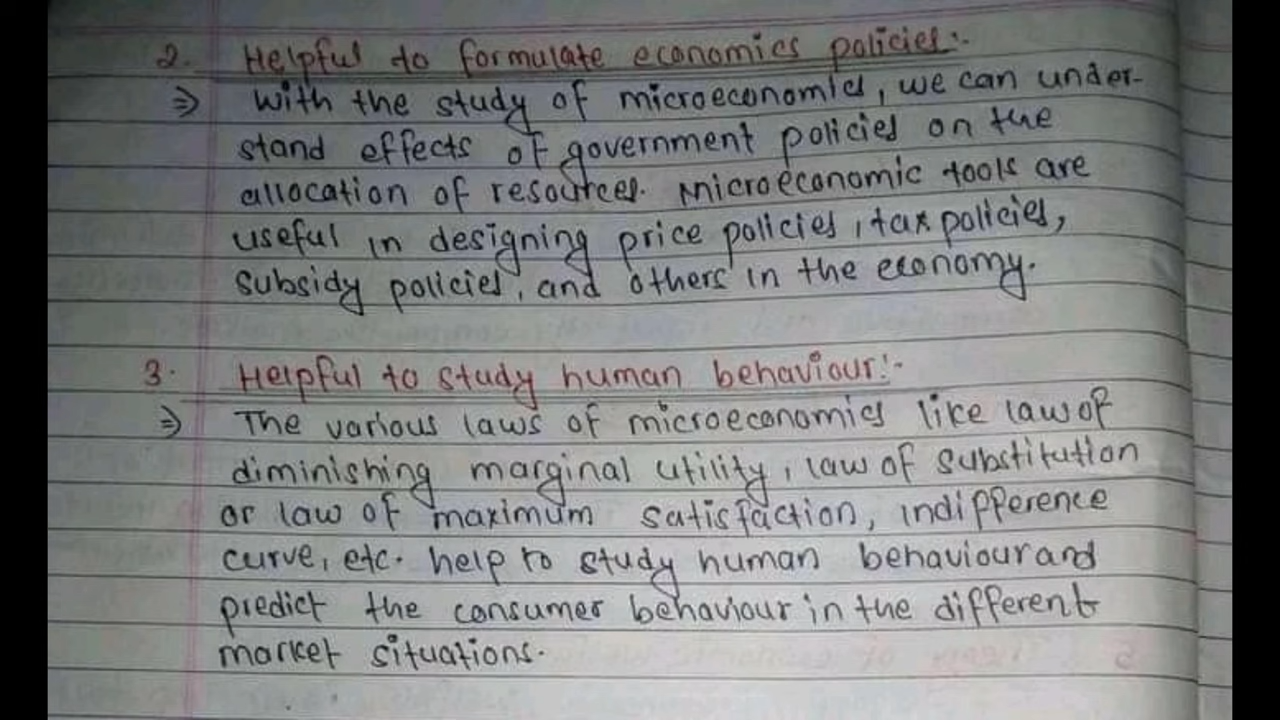 2. Helpful to formulate economics policies:-
⇒ With the study of microeconomics, we can under-
stand effects of government policies on the
allocation of resources. Microeconomic tools are
useful in designing price policies, tax policies,
subsidy policies, and others in the economy.
3. Helpful to study human behaviour:-
⇒ The various laws of microeconomics like law of
diminishing marginal utility, law of substitution
or law of maximum satisfaction, indifference
curve, etc. help to study human behaviour and
predict the consumer behaviour in the different
market situations.